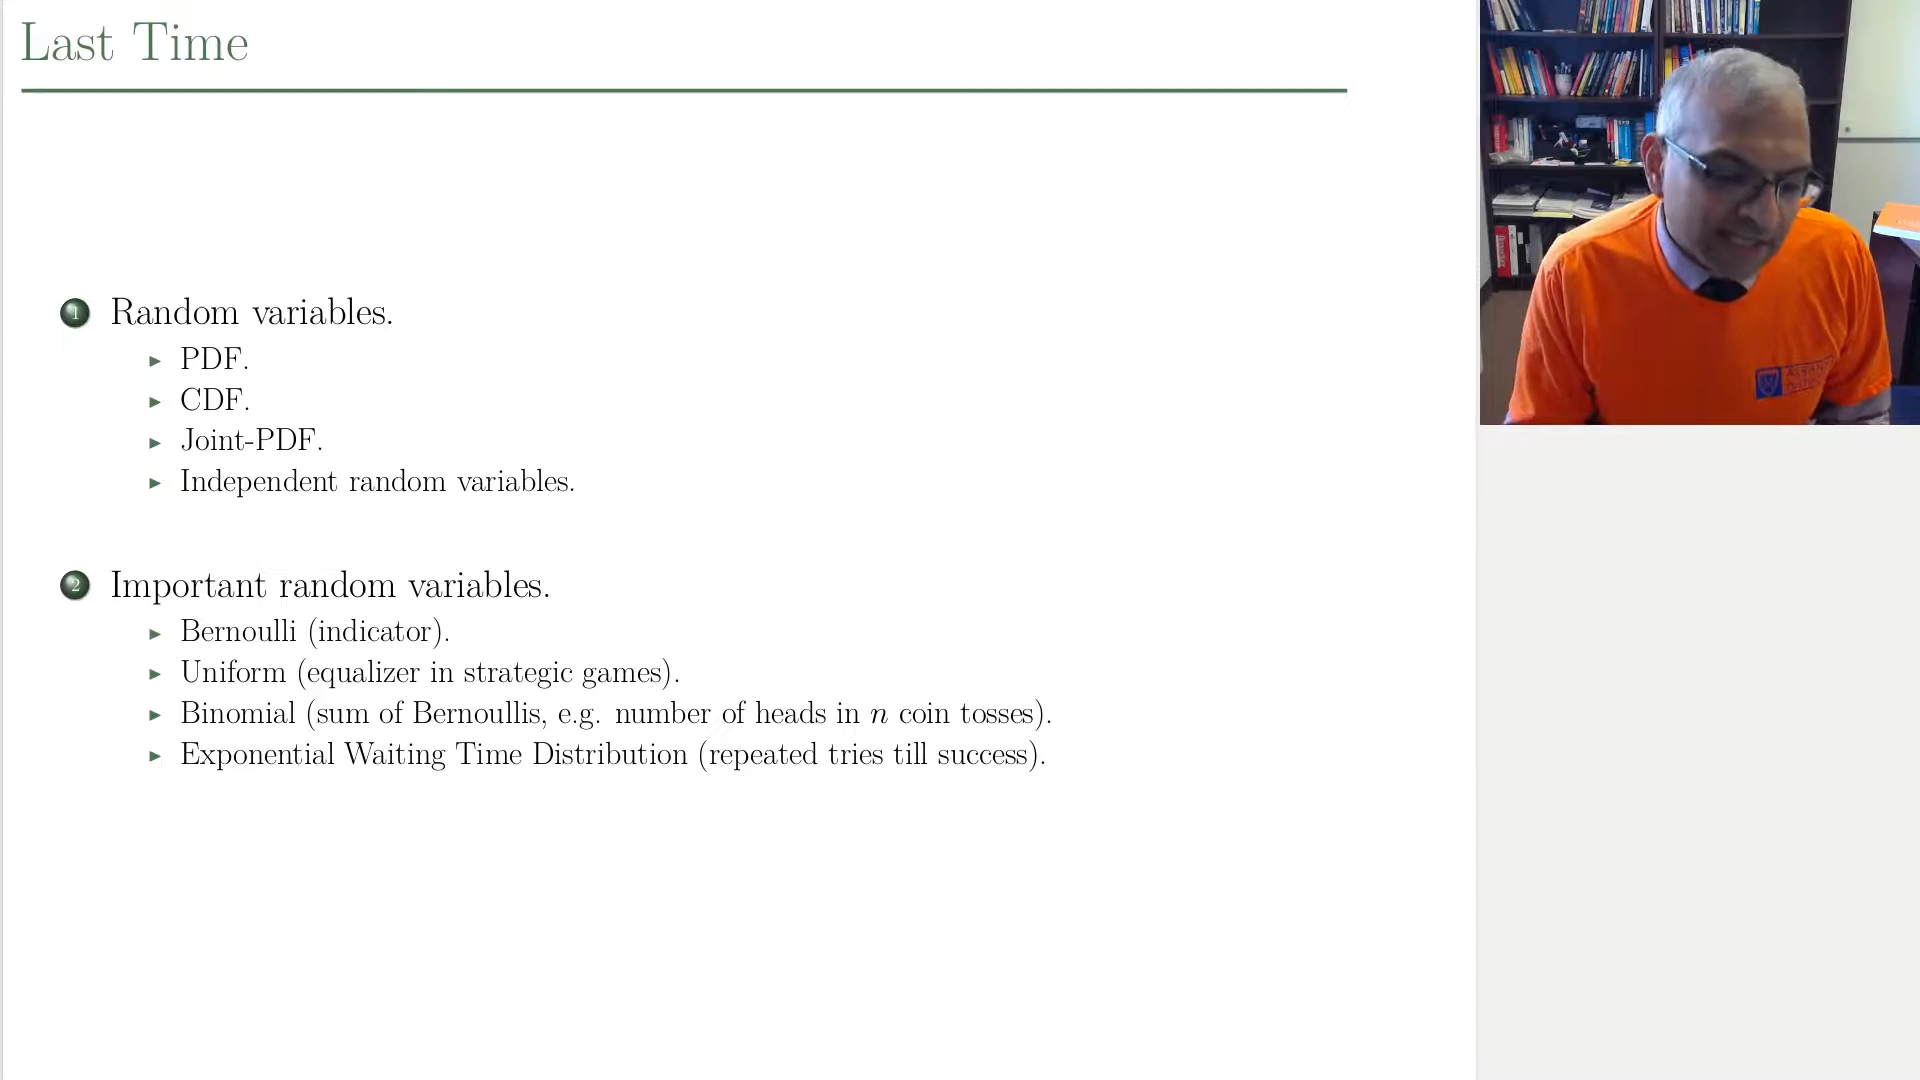 Last Time
1 Random variables.
▸ PDF.
▸ CDF.
▸ Joint-PDF.
▸ Independent random variables.
2 Important random variables.
▸ Bernoulli (indicator).
▸ Uniform (equalizer in strategic games).
▸ Binomial (sum of Bernoullis, e.g. number of heads in n coin tosses).
▸ Exponential Waiting Time Distribution (repeated tries till success).